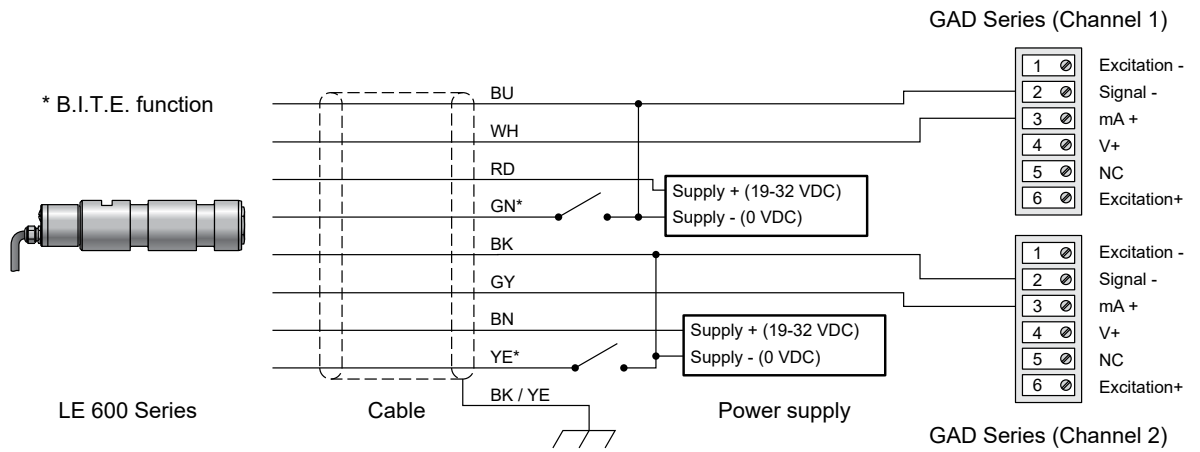 GAD Series (Channel 1)
* B.I.T.E. function
BU
WH
RD
GN*
BK
GY
BN
YE*
BK / YE
Supply + (19-32 VDC)
Supply - (0 VDC)
Supply + (19-32 VDC)
Supply - (0 VDC)
1 Excitation -
2 Signal -
3 mA +
4 V+
5 NC
6 Excitation+
1 Excitation -
2 Signal -
3 mA +
4 V+
5 NC
6 Excitation+
LE 600 Series
Cable
Power supply
GAD Series (Channel 2)